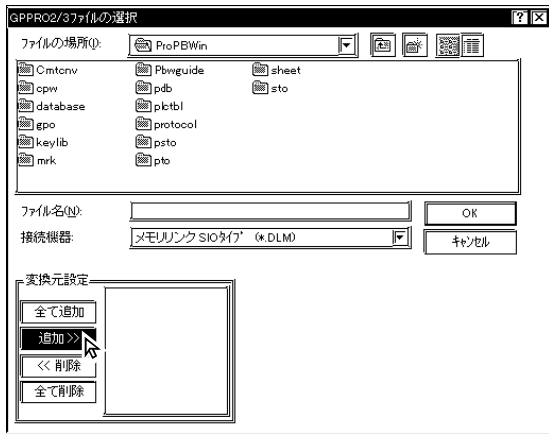 GPPRO2/3ファイルの選択
ファイルの場所(I): ProPBWin
Cmtcnv Pbwguide sheet
cpw pdb sto
database plctbl
gpo protocol
keylib psto
mrk pto
ファイル名(N): OK
接続機器: メモリリンク SIOタイプ (*.DLM) キャンセル
変換元設定
全て追加
追加 >>
<< 削除
全て削除